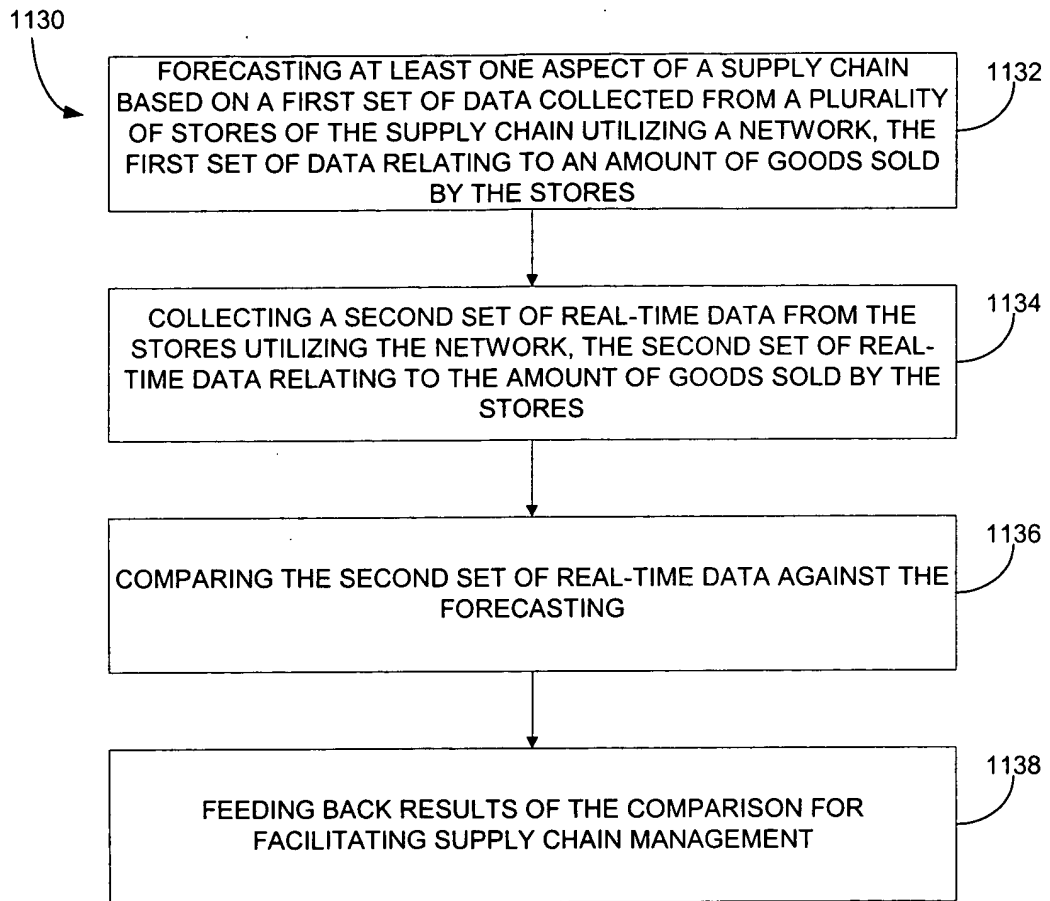 1130
FORECASTING AT LEAST ONE ASPECT OF A SUPPLY CHAIN
BASED ON A FIRST SET OF DATA COLLECTED FROM A PLURALITY
OF STORES OF THE SUPPLY CHAIN UTILIZING A NETWORK, THE
FIRST SET OF DATA RELATING TO AN AMOUNT OF GOODS SOLD
BY THE STORES
1132
COLLECTING A SECOND SET OF REAL-TIME DATA FROM THE
STORES UTILIZING THE NETWORK, THE SECOND SET OF REAL-
TIME DATA RELATING TO THE AMOUNT OF GOODS SOLD BY THE
STORES
1134
COMPARING THE SECOND SET OF REAL-TIME DATA AGAINST THE
FORECASTING
1136
FEEDING BACK RESULTS OF THE COMPARISON FOR
FACILITATING SUPPLY CHAIN MANAGEMENT
1138